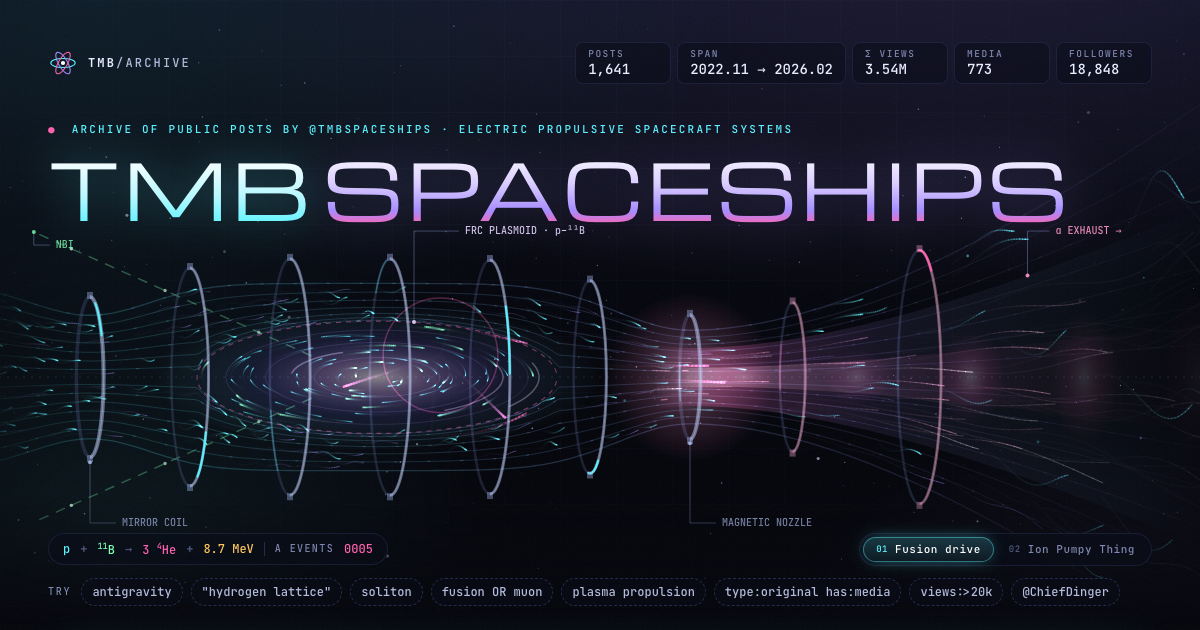 TMB/ARCHIVE
POSTS
1,641
SPAN
2022.11 → 2026.02
Σ VIEWS
3.54M
MEDIA
773
FOLLOWERS
18,848
ARCHIVE OF PUBLIC POSTS BY @TMBSPACESHIPS · ELECTRIC PROPULSIVE SPACECRAFT SYSTEMS
TMBSPACESHIPS
NBI
FRC PLASMOID · p–¹¹B
α EXHAUST →
MIRROR COIL
MAGNETIC NOZZLE
p + ¹¹B → 3 ⁴He + 8.7 MeV
Α EVENTS 0005
01 Fusion drive
02 Ion Pumpy Thing
TRY
antigravity
"hydrogen lattice"
soliton
fusion OR muon
plasma propulsion
type:original has:media
views:>20k
@ChiefDinger